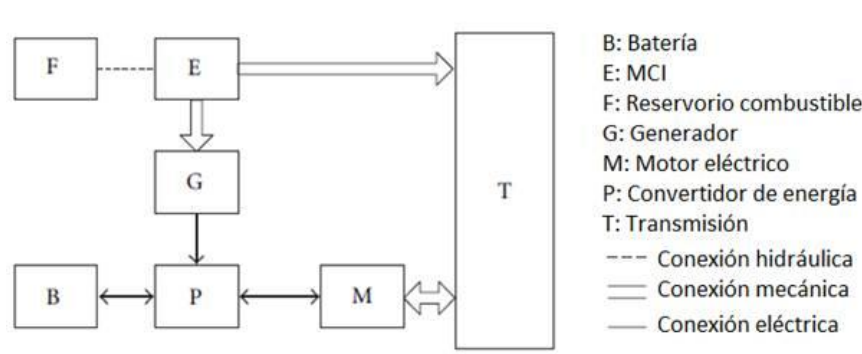 F
E
G
B
P
M
T
B: Batería
E: MCI
F: Reservorio combustible
G: Generador
M: Motor eléctrico
P: Convertidor de energía
T: Transmisión
Conexión hidráulica
Conexión mecánica
Conexión eléctrica